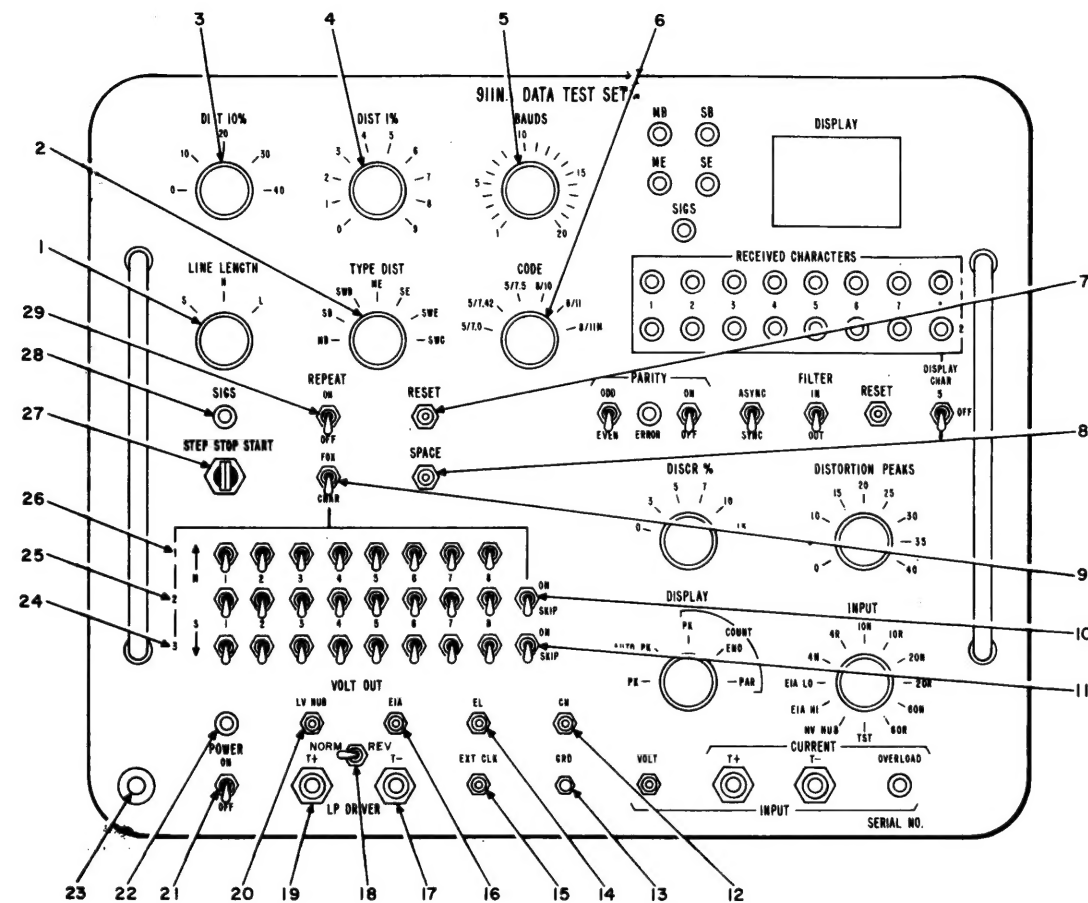 3 4 5 6
911N. DATA TEST SET
DIST 10%
0 10 20 30 40
DIST 1%
0 1 2 3 4 5 6 7 8 9
BAUDS
1 5 10 15 20
MB SB
ME SE
SIGS
DISPLAY
2
1
LINE LENGTH
S N L
TYPE DIST
MB SB SWB ME SE SWE SWC
CODE
5/7.0 5/7.42 5/7.5 8/10 8/11 8/11N
RECEIVED CHARACTERS
1 2 3 4 5 6 7
2
7
29
28
27
SIGS
REPEAT
ON
OFF
RESET
PARITY
ODD
EVEN
ERROR
ON
OFF
ASYNC
SYNC
FILTER
IN
OUT
RESET
DISPLAY
CHAR
5
OFF
8
STEP STOP START
FOX
CHAR
SPACE
DISCR %
0 3 5 7 10 15
DISTORTION PEAKS
0 10 15 20 25 30 35 40
26
25
24
1
2
3
M
S
1 2 3 4 5 6 7 8
ON
SKIP
1 2 3 4 5 6 7 8
ON
SKIP
9
10
11
DISPLAY
PK AUTO PK PK COUNT END PAR
INPUT
4N 4R 10N 10R 20N 20R 60N 60R TST
EIA LO
EIA HI
VOLT OUT
LV NUB
EIA
EL
CN
POWER
ON
OFF
NORM REV
T+ T-
LP DRIVER
EXT CLK
GRD
VOLT
CURRENT
T+ T-
OVERLOAD
INPUT
SERIAL NO.
23 22 21 20 19 18 17 16 15 14 13 12